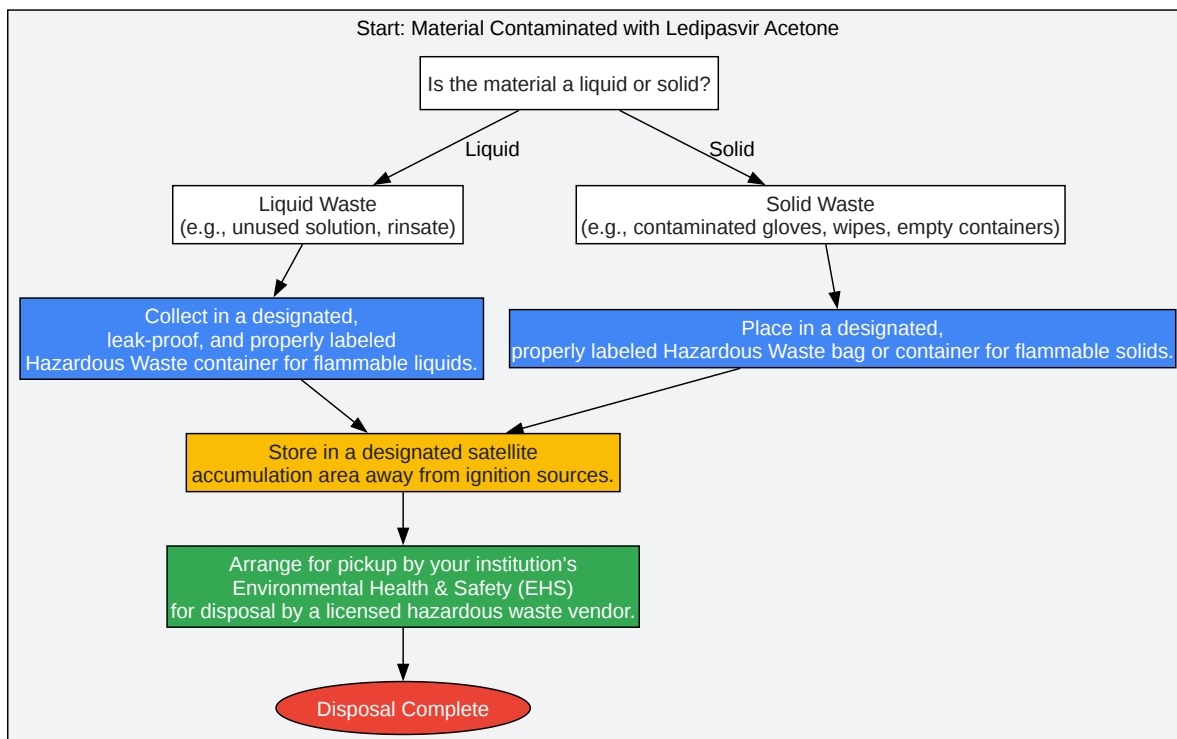 Start: Material Contaminated with Ledipasvir Acetone
Is the material a liquid or solid?
Liquid
Solid
Liquid Waste
(e.g., unused solution, rinsate)
Solid Waste
(e.g., contaminated gloves, wipes, empty containers)
Collect in a designated,
leak-proof, and properly labeled
Hazardous Waste container for flammable liquids.
Place in a designated,
properly labeled Hazardous Waste bag or container for flammable solids.
Store in a designated satellite
accumulation area away from ignition sources.
Arrange for pickup by your institution's
Environmental Health & Safety (EHS)
for disposal by a licensed hazardous waste vendor.
Disposal Complete